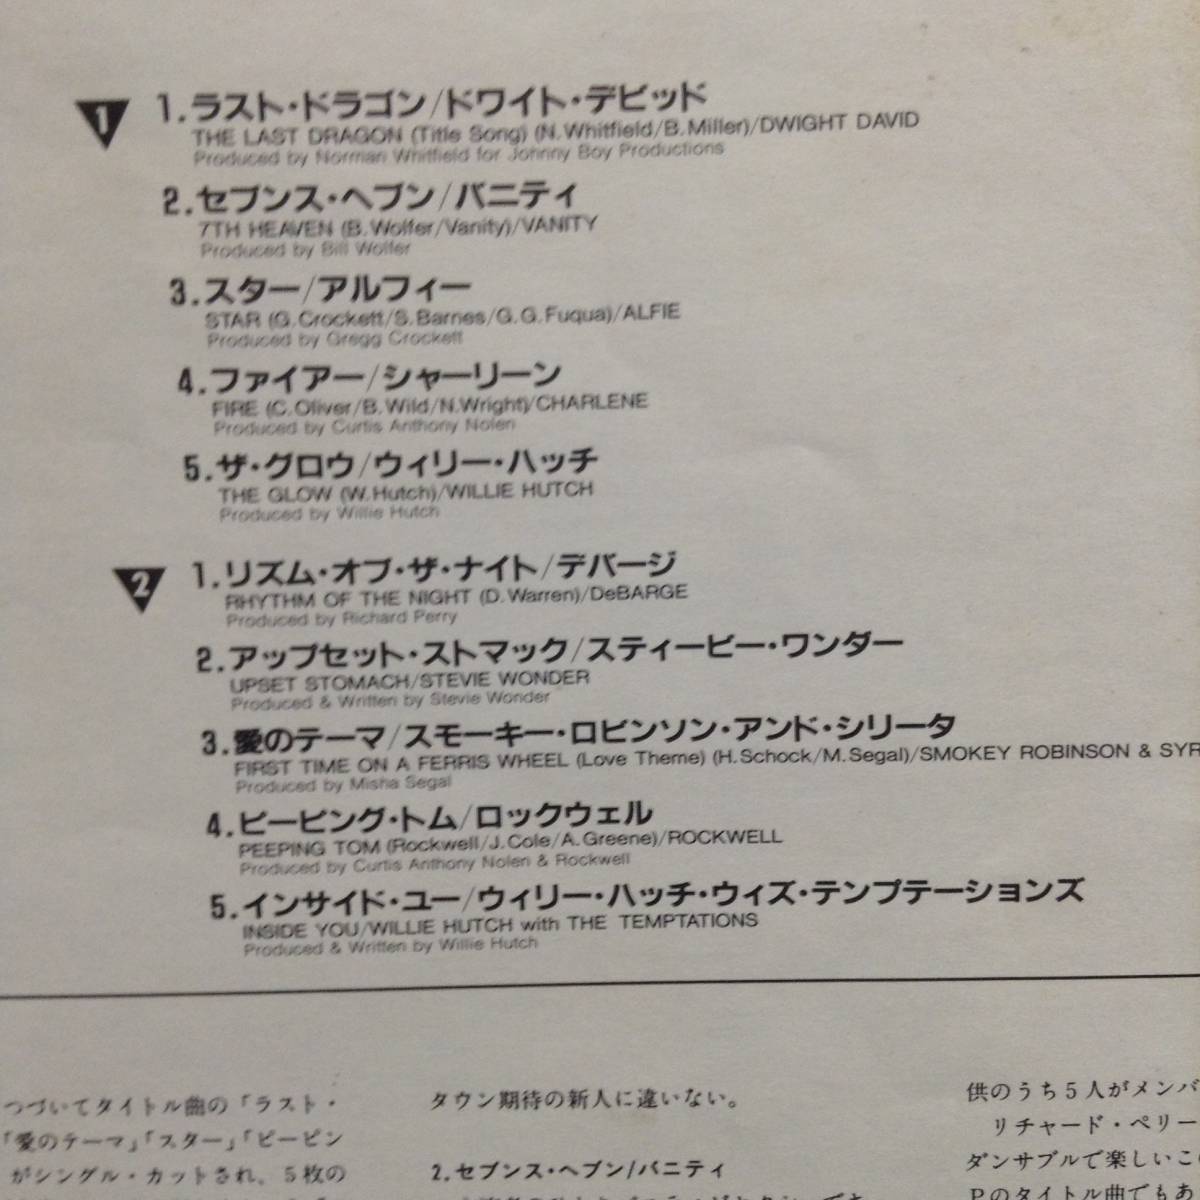 1
1.ラスト・ドラゴン/ドワイト・デビッド
THE LAST DRAGON (Title Song) (N. Whitfield/B. Miller)/DWIGHT DAVID
Produced by Norman Whitfield for Johnny Boy Productions
2.セブンス・ヘブン/バニティ
7TH HEAVEN (B. Wolfer/Vanity)/VANITY
Produced by Bill Wolfer
3.スター/アルフィー
STAR (G. Crockett/S. Barnes/G. G. Fuqua)/ALFIE
Produced by Gregg Crockett
4.ファイアー/シャーリーン
FIRE (C. Oliver/B. Wild/N. Wright)/CHARLENE
Produced by Curtis Anthony Nolen
5.ザ・グロウ/ウィリー・ハッチ
THE GLOW (W. Hutch)/WILLIE HUTCH
Produced by Willie Hutch
2
1.リズム・オブ・ザ・ナイト/デバージ
RHYTHM OF THE NIGHT (D. Warren)/DeBARGE
Produced by Richard Perry
2.アップセット・ストマック/スティービー・ワンダー
UPSET STOMACH/STEVIE WONDER
Produced & Written by Stevie Wonder
3.愛のテーマ/スモーキー・ロビンソン・アンド・シリータ
FIRST TIME ON A FERRIS WHEEL (Love Theme) (H. Schock/M. Segal)/SMOKEY ROBINSON & SYR
Produced by Misha Segal
4.ピーピング・トム/ロックウェル
PEEPING TOM (Rockwell/J. Cole/A. Greene)/ROCKWELL
Produced by Curtis Anthony Nolen & Rockwell
5.インサイド・ユー/ウィリー・ハッチ・ウィズ・テンプテーションズ
INSIDE YOU/WILLIE HUTCH with THE TEMPTATIONS
Produced & Written by Willie Hutch
つづいてタイトル曲の「ラスト・
「愛のテーマ」「スター」「ピーピン
がシングル・カットされ、5枚の
タウン期待の新人に違いない。
2.セブンス・ヘブン/バニティ
供のうち5人がメンバ
リチャード・ペリー
ダンサブルで楽しいこの
Pのタイトル曲でもあ